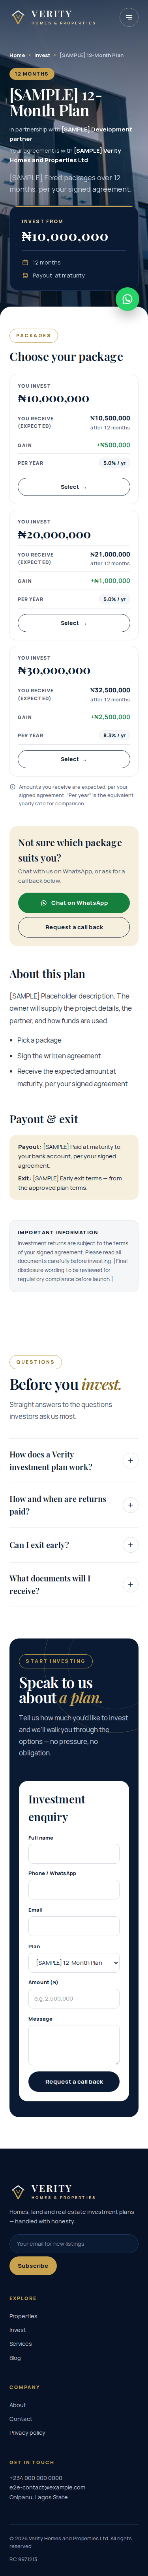 VERITY
HOMES & PROPERTIES
Home • Invest • [SAMPLE] 12-Month Plan
12 MONTHS
[SAMPLE] 12-
Month Plan
In partnership with [SAMPLE] Development
partner
Your agreement is with [SAMPLE] Verity
Homes and Properties Ltd
[SAMPLE] Fixed packages over 12
months, per your signed agreement.
INVEST FROM
₦10,000,000
12 months
Payout: at maturity
PACKAGES
Choose your package
YOU INVEST
₦10,000,000
YOU RECEIVE ₦10,500,000
(EXPECTED) after 12 months
GAIN +₦500,000
PER YEAR 5.0% / yr
Select →
YOU INVEST
₦20,000,000
YOU RECEIVE ₦21,000,000
(EXPECTED) after 12 months
GAIN +₦1,000,000
PER YEAR 5.0% / yr
Select →
YOU INVEST
₦30,000,000
YOU RECEIVE ₦32,500,000
(EXPECTED) after 12 months
GAIN +₦2,500,000
PER YEAR 8.3% / yr
Select →
Amounts you receive are expected, per your
signed agreement. "Per year" is the equivalent
yearly rate for comparison.
Not sure which package
suits you?
Chat with us on WhatsApp, or ask for a
call back below.
Chat on WhatsApp
Request a call back
About this plan
[SAMPLE] Placeholder description. The
owner will supply the project details, the
partner, and how funds are used.
• Pick a package
• Sign the written agreement
• Receive the expected amount at
maturity, per your signed agreement
Payout & exit
Payout: [SAMPLE] Paid at maturity to
your bank account, per your signed
agreement.
Exit: [SAMPLE] Early exit terms — from
the approved plan terms.
IMPORTANT INFORMATION
Investment returns are subject to the terms
of your signed agreement. Please read all
documents carefully before investing. [Final
disclosure wording to be reviewed for
regulatory compliance before launch.]
QUESTIONS
Before you invest.
Straight answers to the questions
investors ask us most.
How does a Verity
investment plan work?
How and when are returns
paid?
Can I exit early?
What documents will I
receive?
START INVESTING
Speak to us
about a plan.
Tell us how much you'd like to invest
and we'll walk you through the
options — no pressure, no
obligation.
Investment
enquiry
Full name
Phone / WhatsApp
Email
Plan
[SAMPLE] 12-Month Plan
Amount (₦)
e.g. 2,500,000
Message
Request a call back
VERITY
HOMES & PROPERTIES
Homes, land and real estate investment plans
— handled with honesty.
Your email for new listings
Subscribe
EXPLORE
Properties
Invest
Services
Blog
COMPANY
About
Contact
Privacy policy
GET IN TOUCH
+234 000 000 0000
e2e-contact@example.com
Onipanu, Lagos State
© 2026 Verity Homes and Properties Ltd. All rights
reserved.
RC 9971213